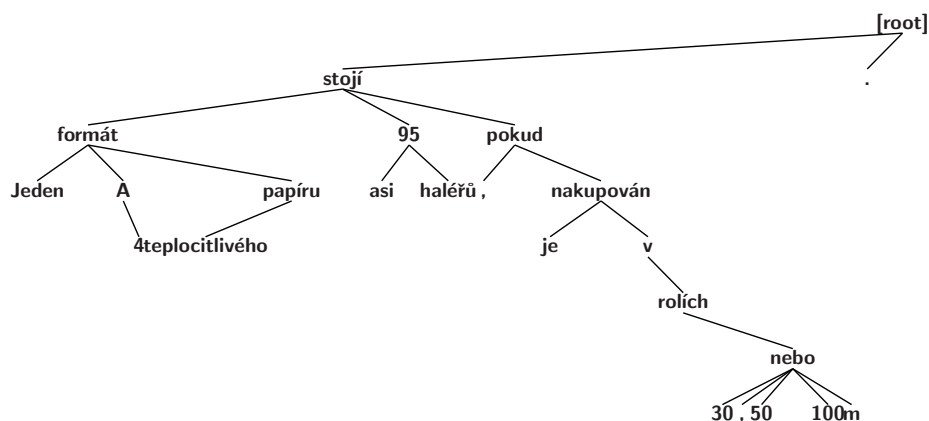 [root]
stojí .
formát 95 pokud
Jeden A papíru asi haléřů , nakupován
4 teplocitlivého je v
rolích
nebo
30 , 50 100 m